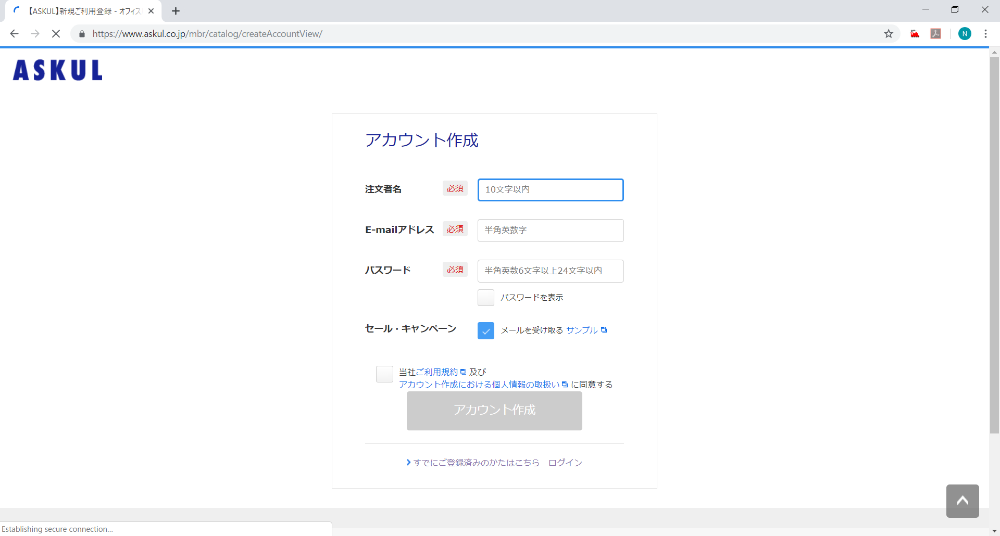 【ASKUL】新規ご利用登録 - オフィス
https://www.askul.co.jp/mbr/catalog/createAccountView/
N
ASKUL
アカウント作成
注文者名 必須 10文字以内
E-mailアドレス 必須 半角英数字
パスワード 必須 半角英数6文字以上24文字以内
パスワードを表示
セール・キャンペーン メールを受け取る サンプル
当社ご利用規約 及び
アカウント作成における個人情報の取扱い に同意する
アカウント作成
すでにご登録済みのかたはこちら ログイン
Establishing secure connection...